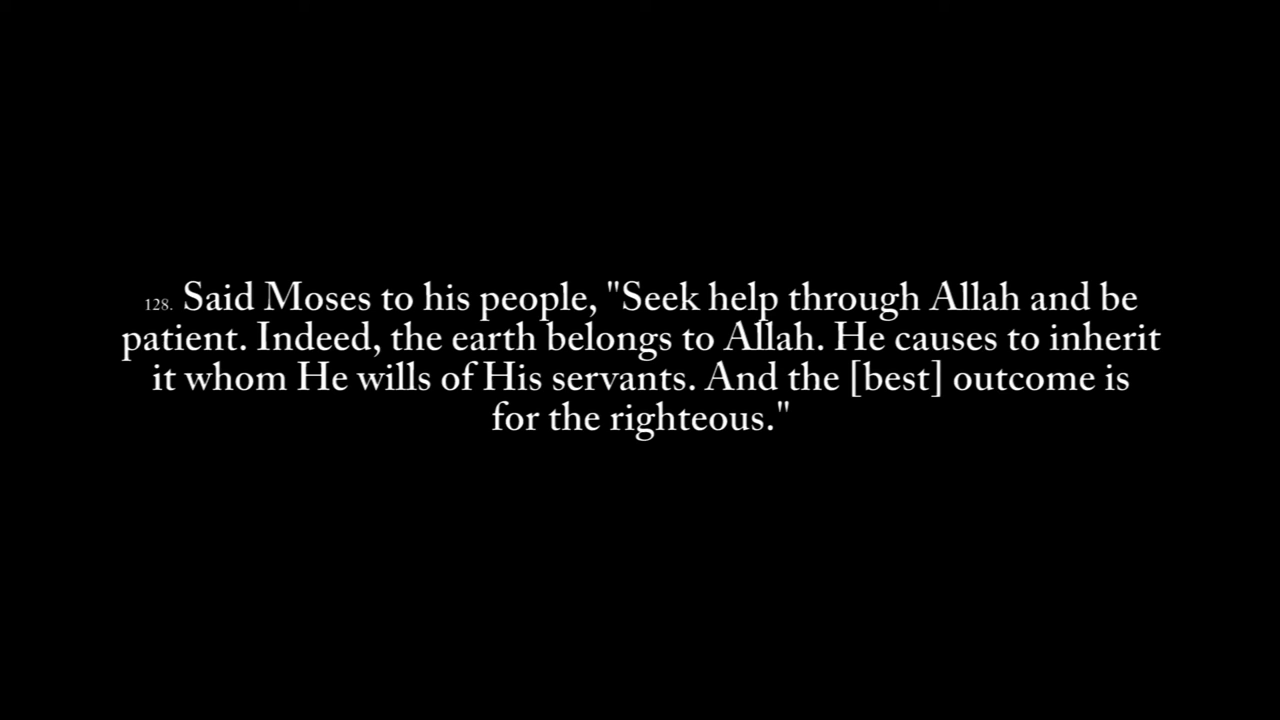 128. Said Moses to his people, "Seek help through Allah and be
patient. Indeed, the earth belongs to Allah. He causes to inherit
it whom He wills of His servants. And the [best] outcome is
for the righteous."